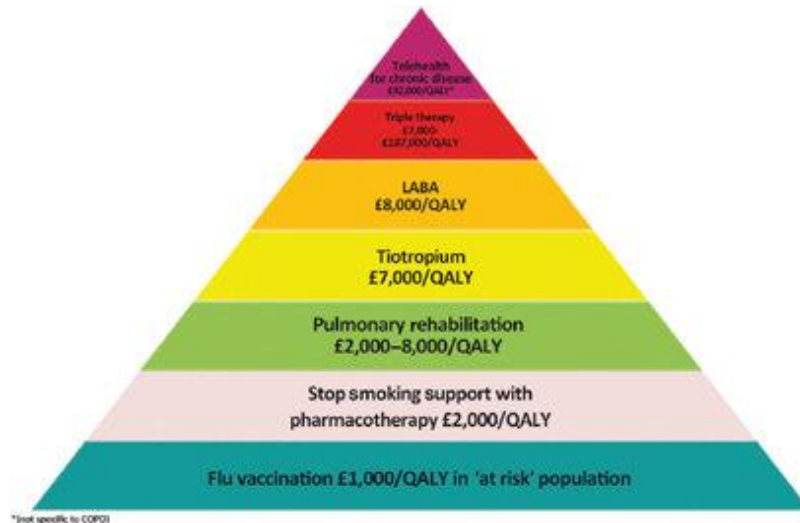 Telehealth
for chronic disease
£92,000/QALY*
Triple therapy
£7,000-
£187,000/QALY
LABA
£8,000/QALY
Tiotropium
£7,000/QALY
Pulmonary rehabilitation
£2,000–8,000/QALY
Stop smoking support with
pharmacotherapy £2,000/QALY
Flu vaccination £1,000/QALY in ‘at risk’ population
*(not specific to COPD)